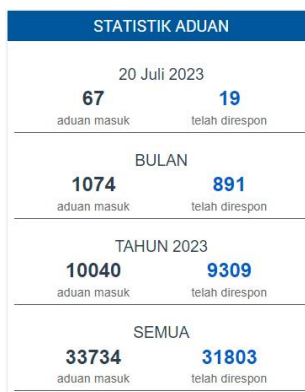 STATISTIK ADUAN
20 Juli 2023
67 19
aduan masuk telah direspon
BULAN
1074 891
aduan masuk telah direspon
TAHUN 2023
10040 9309
aduan masuk telah direspon
SEMUA
33734 31803
aduan masuk telah direspon